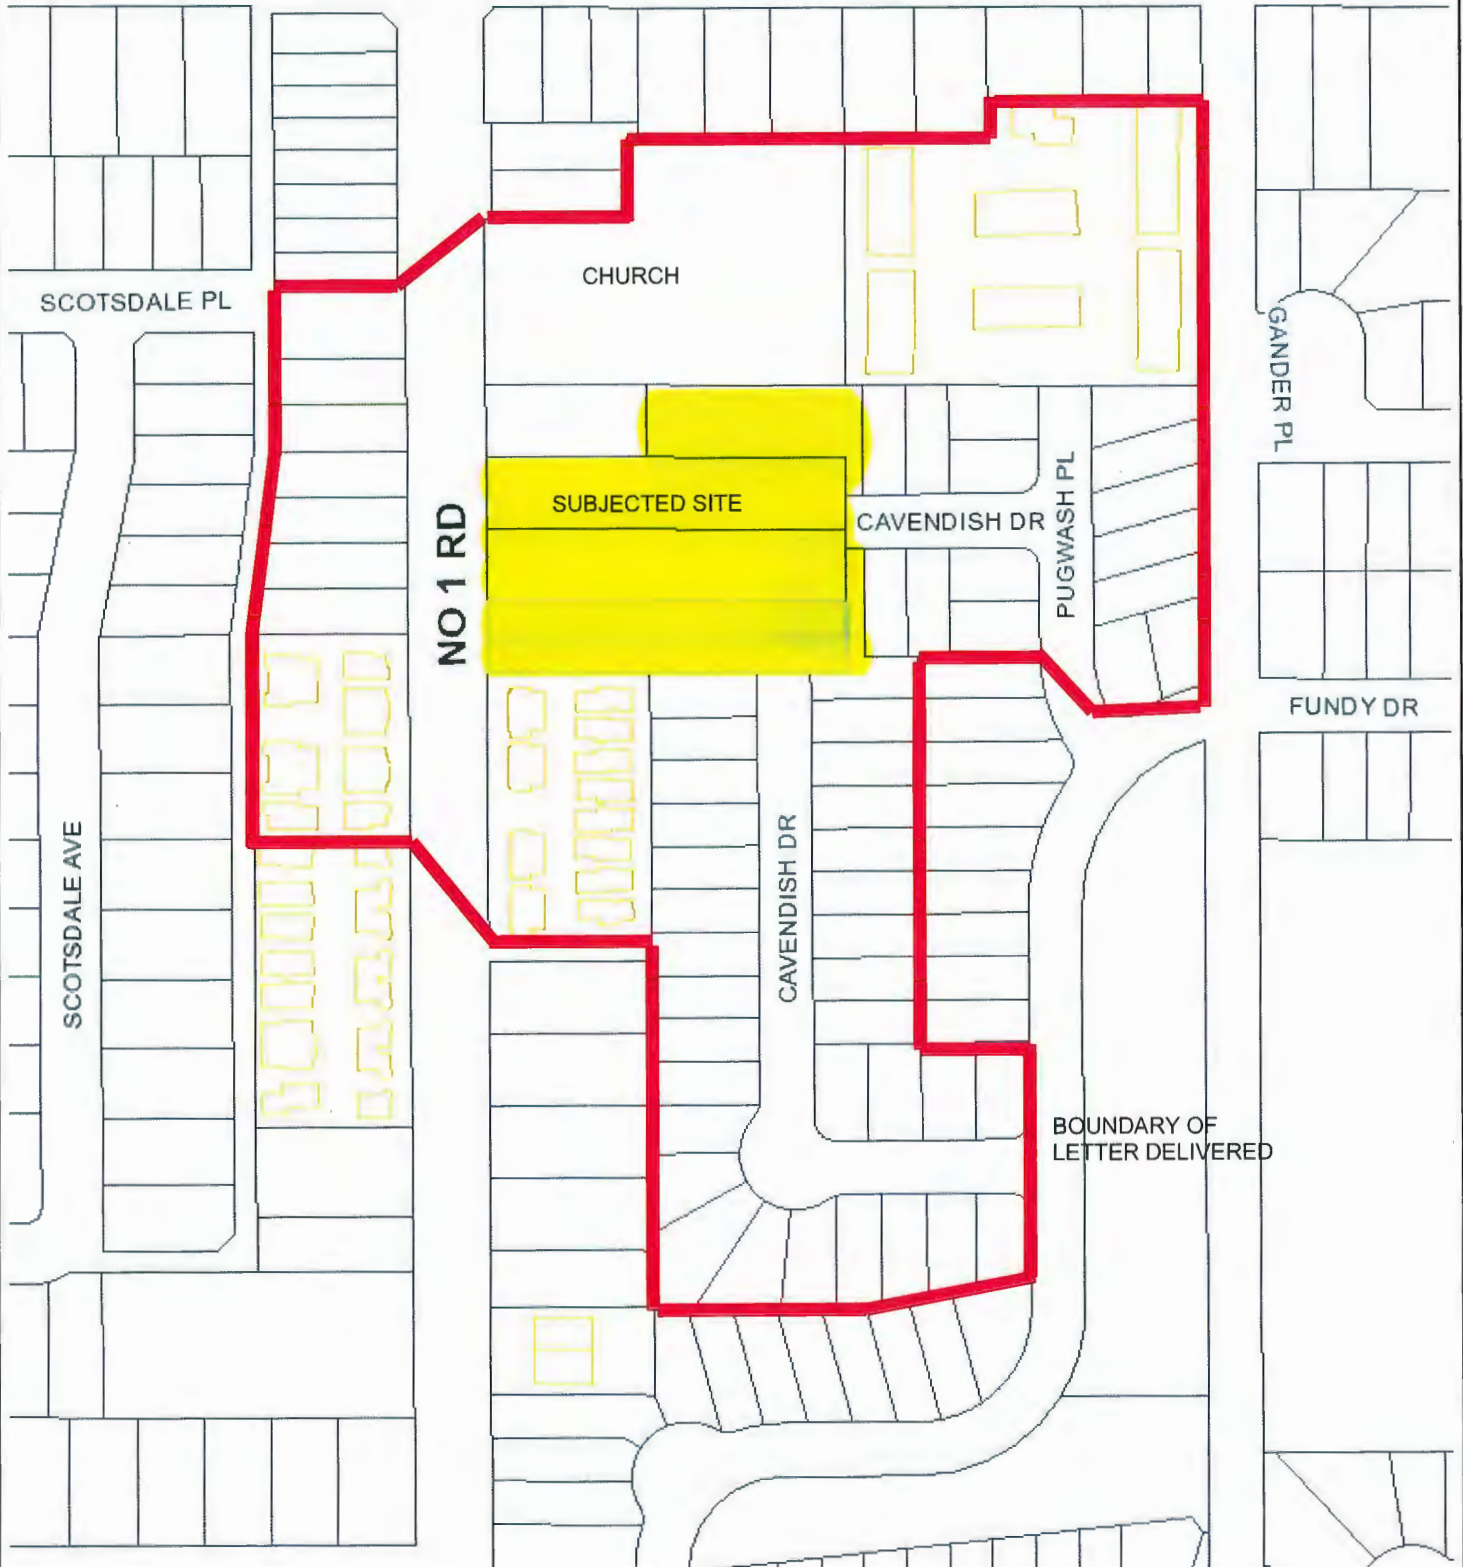 CHURCH
SCOTSDALE PL
GANDER PL
SUBJECTED SITE
CAVENDISH DR
PUGWASH PL
NO 1 RD
FUNDY DR
SCOTSDALE AVE
CAVENDISH DR
BOUNDARY OF
LETTER DELIVERED